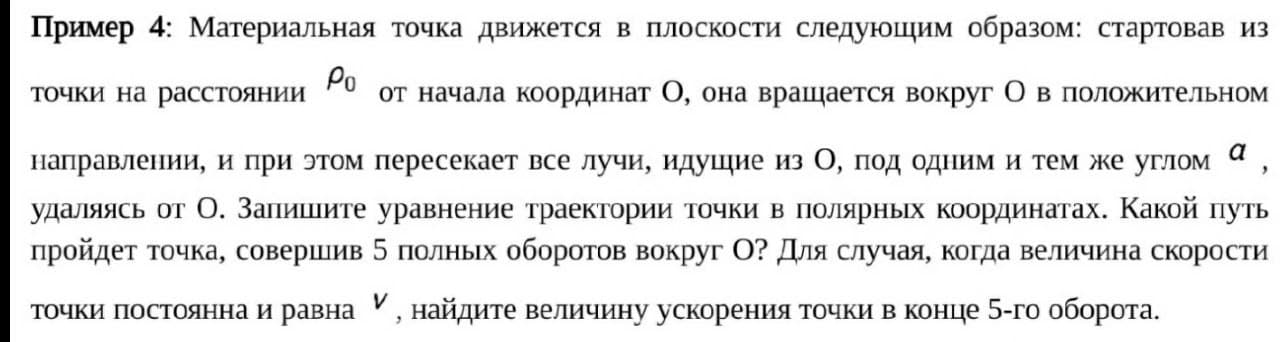 Пример 4: Материальная точка движется в плоскости следующим образом: стартовав из
точки на расстоянии ρ₀ от начала координат О, она вращается вокруг О в положительном
направлении, и при этом пересекает все лучи, идущие из О, под одним и тем же углом a ,
удаляясь от О. Запишите уравнение траектории точки в полярных координатах. Какой путь
пройдет точка, совершив 5 полных оборотов вокруг О? Для случая, когда величина скорости
точки постоянна и равна v , найдите величину ускорения точки в конце 5-го оборота.